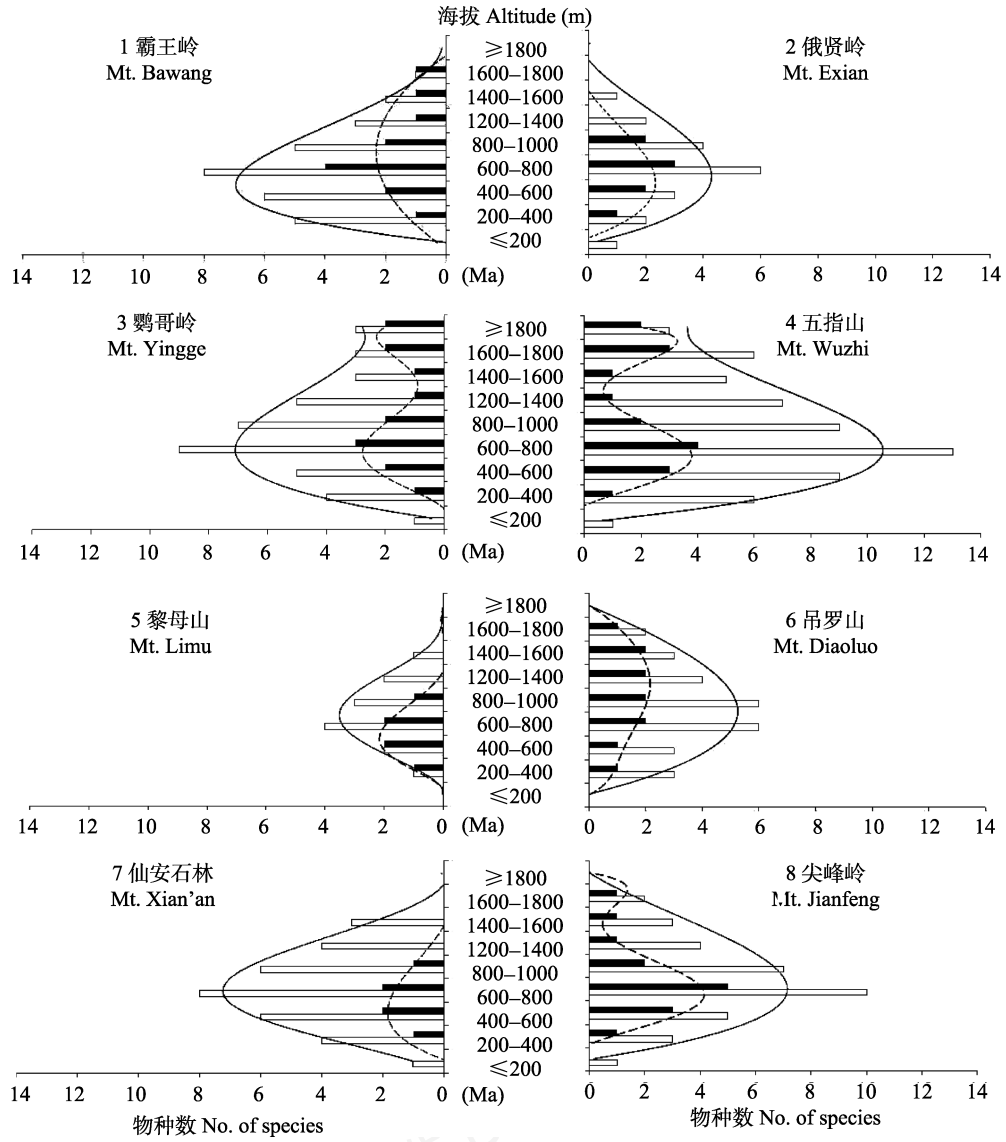 海拔 Altitude (m)
1 霸王岭
Mt. Bawang
2 俄贤岭
Mt. Exian
≥1800
1600–1800
1400–1600
1200–1400
800–1000
600–800
400–600
200–400
≤200
14 12 10 8 6 4 2 0 (Ma) 0 2 4 6 8 10 12 14
3 鹦哥岭
Mt. Yingge
4 五指山
Mt. Wuzhi
≥1800
1600–1800
1400–1600
1200–1400
800–1000
600–800
400–600
200–400
≤200
14 12 10 8 6 4 2 0 (Ma) 0 2 4 6 8 10 12 14
5 黎母山
Mt. Limu
6 吊罗山
Mt. Diaoluo
≥1800
1600–1800
1400–1600
1200–1400
800–1000
600–800
400–600
200–400
≤200
14 12 10 8 6 4 2 0 (Ma) 0 2 4 6 8 10 12 14
7 仙安石林
Mt. Xian'an
8 尖峰岭
Mt. Jianfeng
≥1800
1600–1800
1400–1600
1200–1400
800–1000
600–800
400–600
200–400
≤200
14 12 10 8 6 4 2 0 (Ma) 0 2 4 6 8 10 12 14
物种数 No. of species
物种数 No. of species